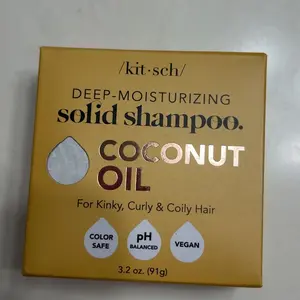 /kit·sch/
DEEP-MOISTURIZING
solid shampoo.
COCONUT
OIL
For Kinky, Curly & Coily Hair
COLOR
SAFE
pH
BALANCED
VEGAN
3.2 oz. (91g)